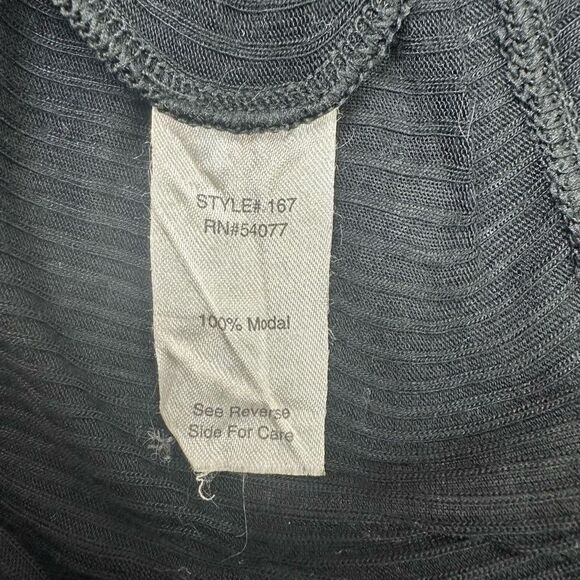 STYLE# 167
RN#54077
100% Modal
See Reverse
Side For Care